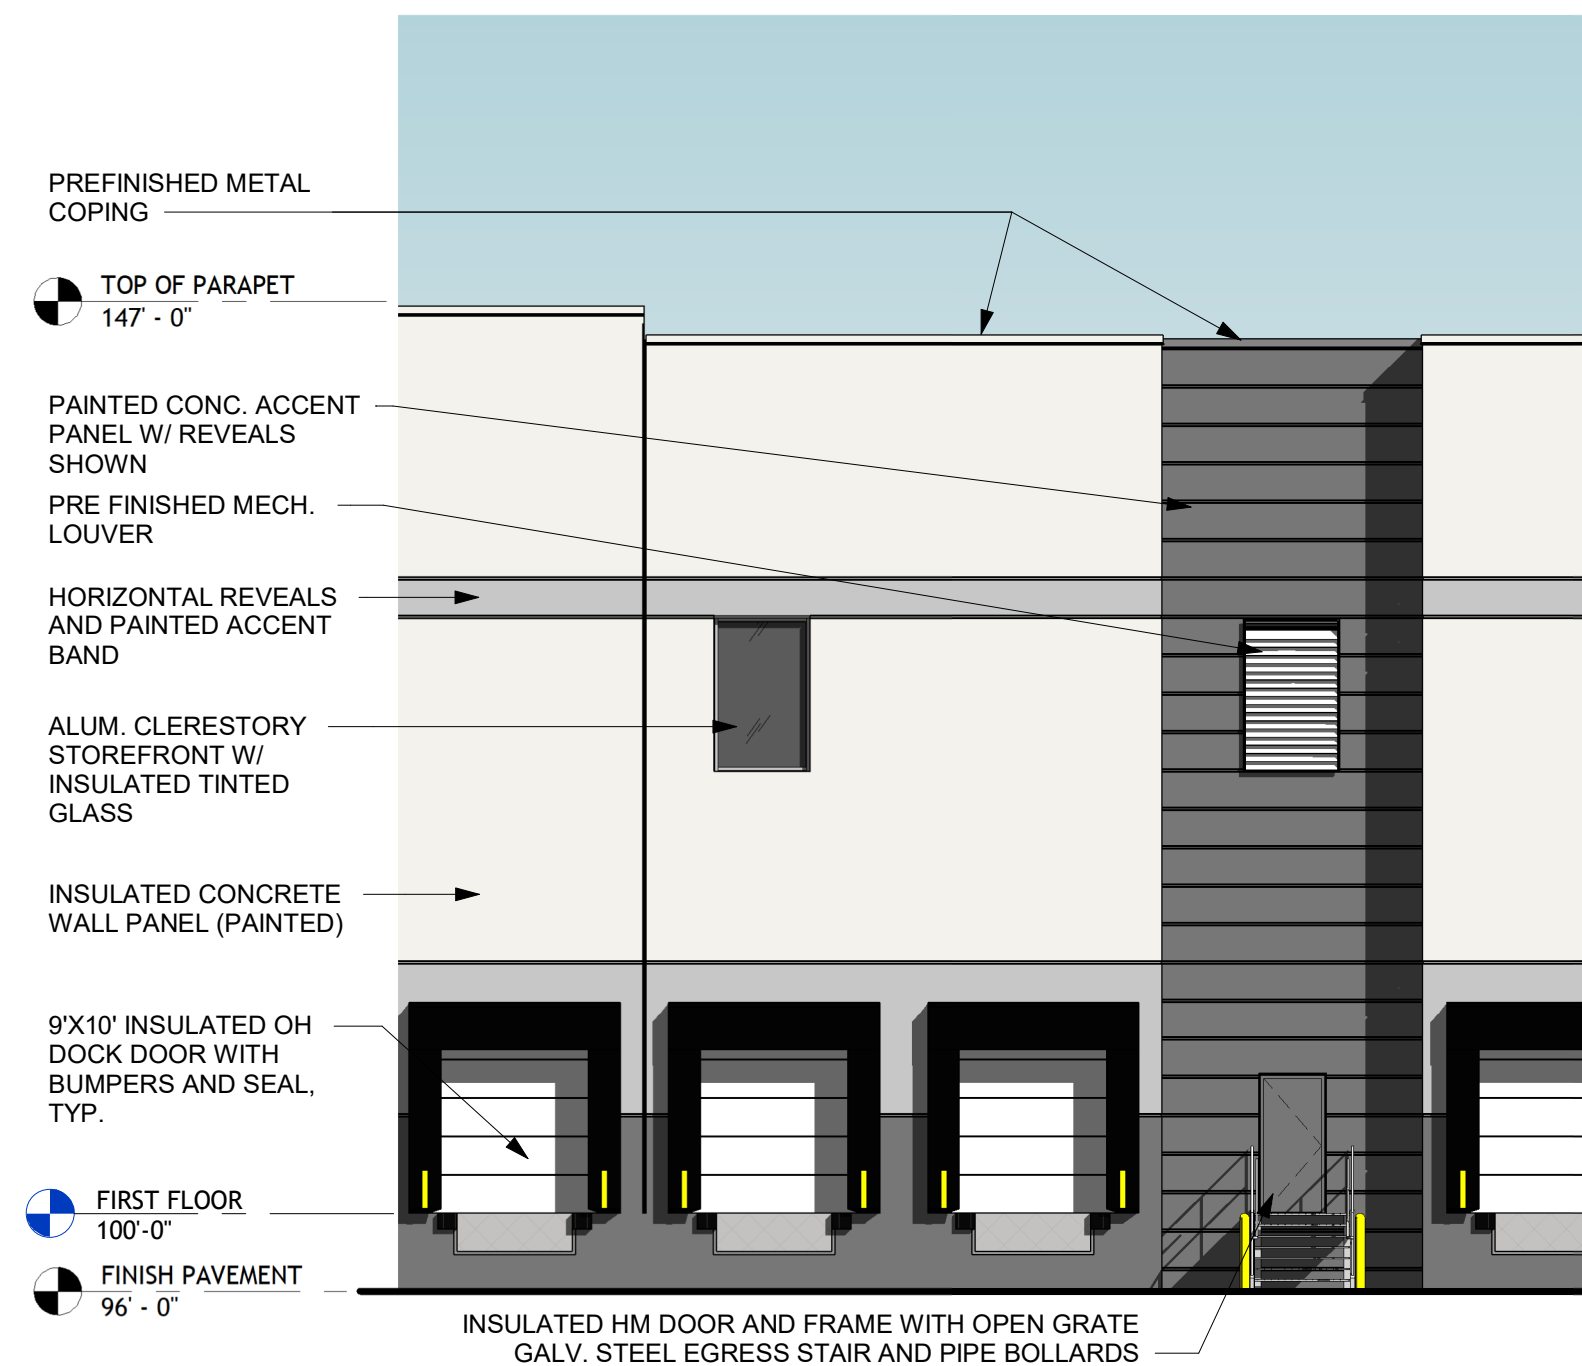 PREFINISHED METAL
COPING
TOP OF PARAPET
147' - 0"
PAINTED CONC. ACCENT
PANEL W/ REVEALS
SHOWN
PRE FINISHED MECH.
LOUVER
HORIZONTAL REVEALS
AND PAINTED ACCENT
BAND
ALUM. CLERESTORY
STOREFRONT W/
INSULATED TINTED
GLASS
INSULATED CONCRETE
WALL PANEL (PAINTED)
9'X10' INSULATED OH
DOCK DOOR WITH
BUMPERS AND SEAL,
TYP.
FIRST FLOOR
100'-0"
FINISH PAVEMENT
96' - 0"
INSULATED HM DOOR AND FRAME WITH OPEN GRATE
GALV. STEEL EGRESS STAIR AND PIPE BOLLARDS